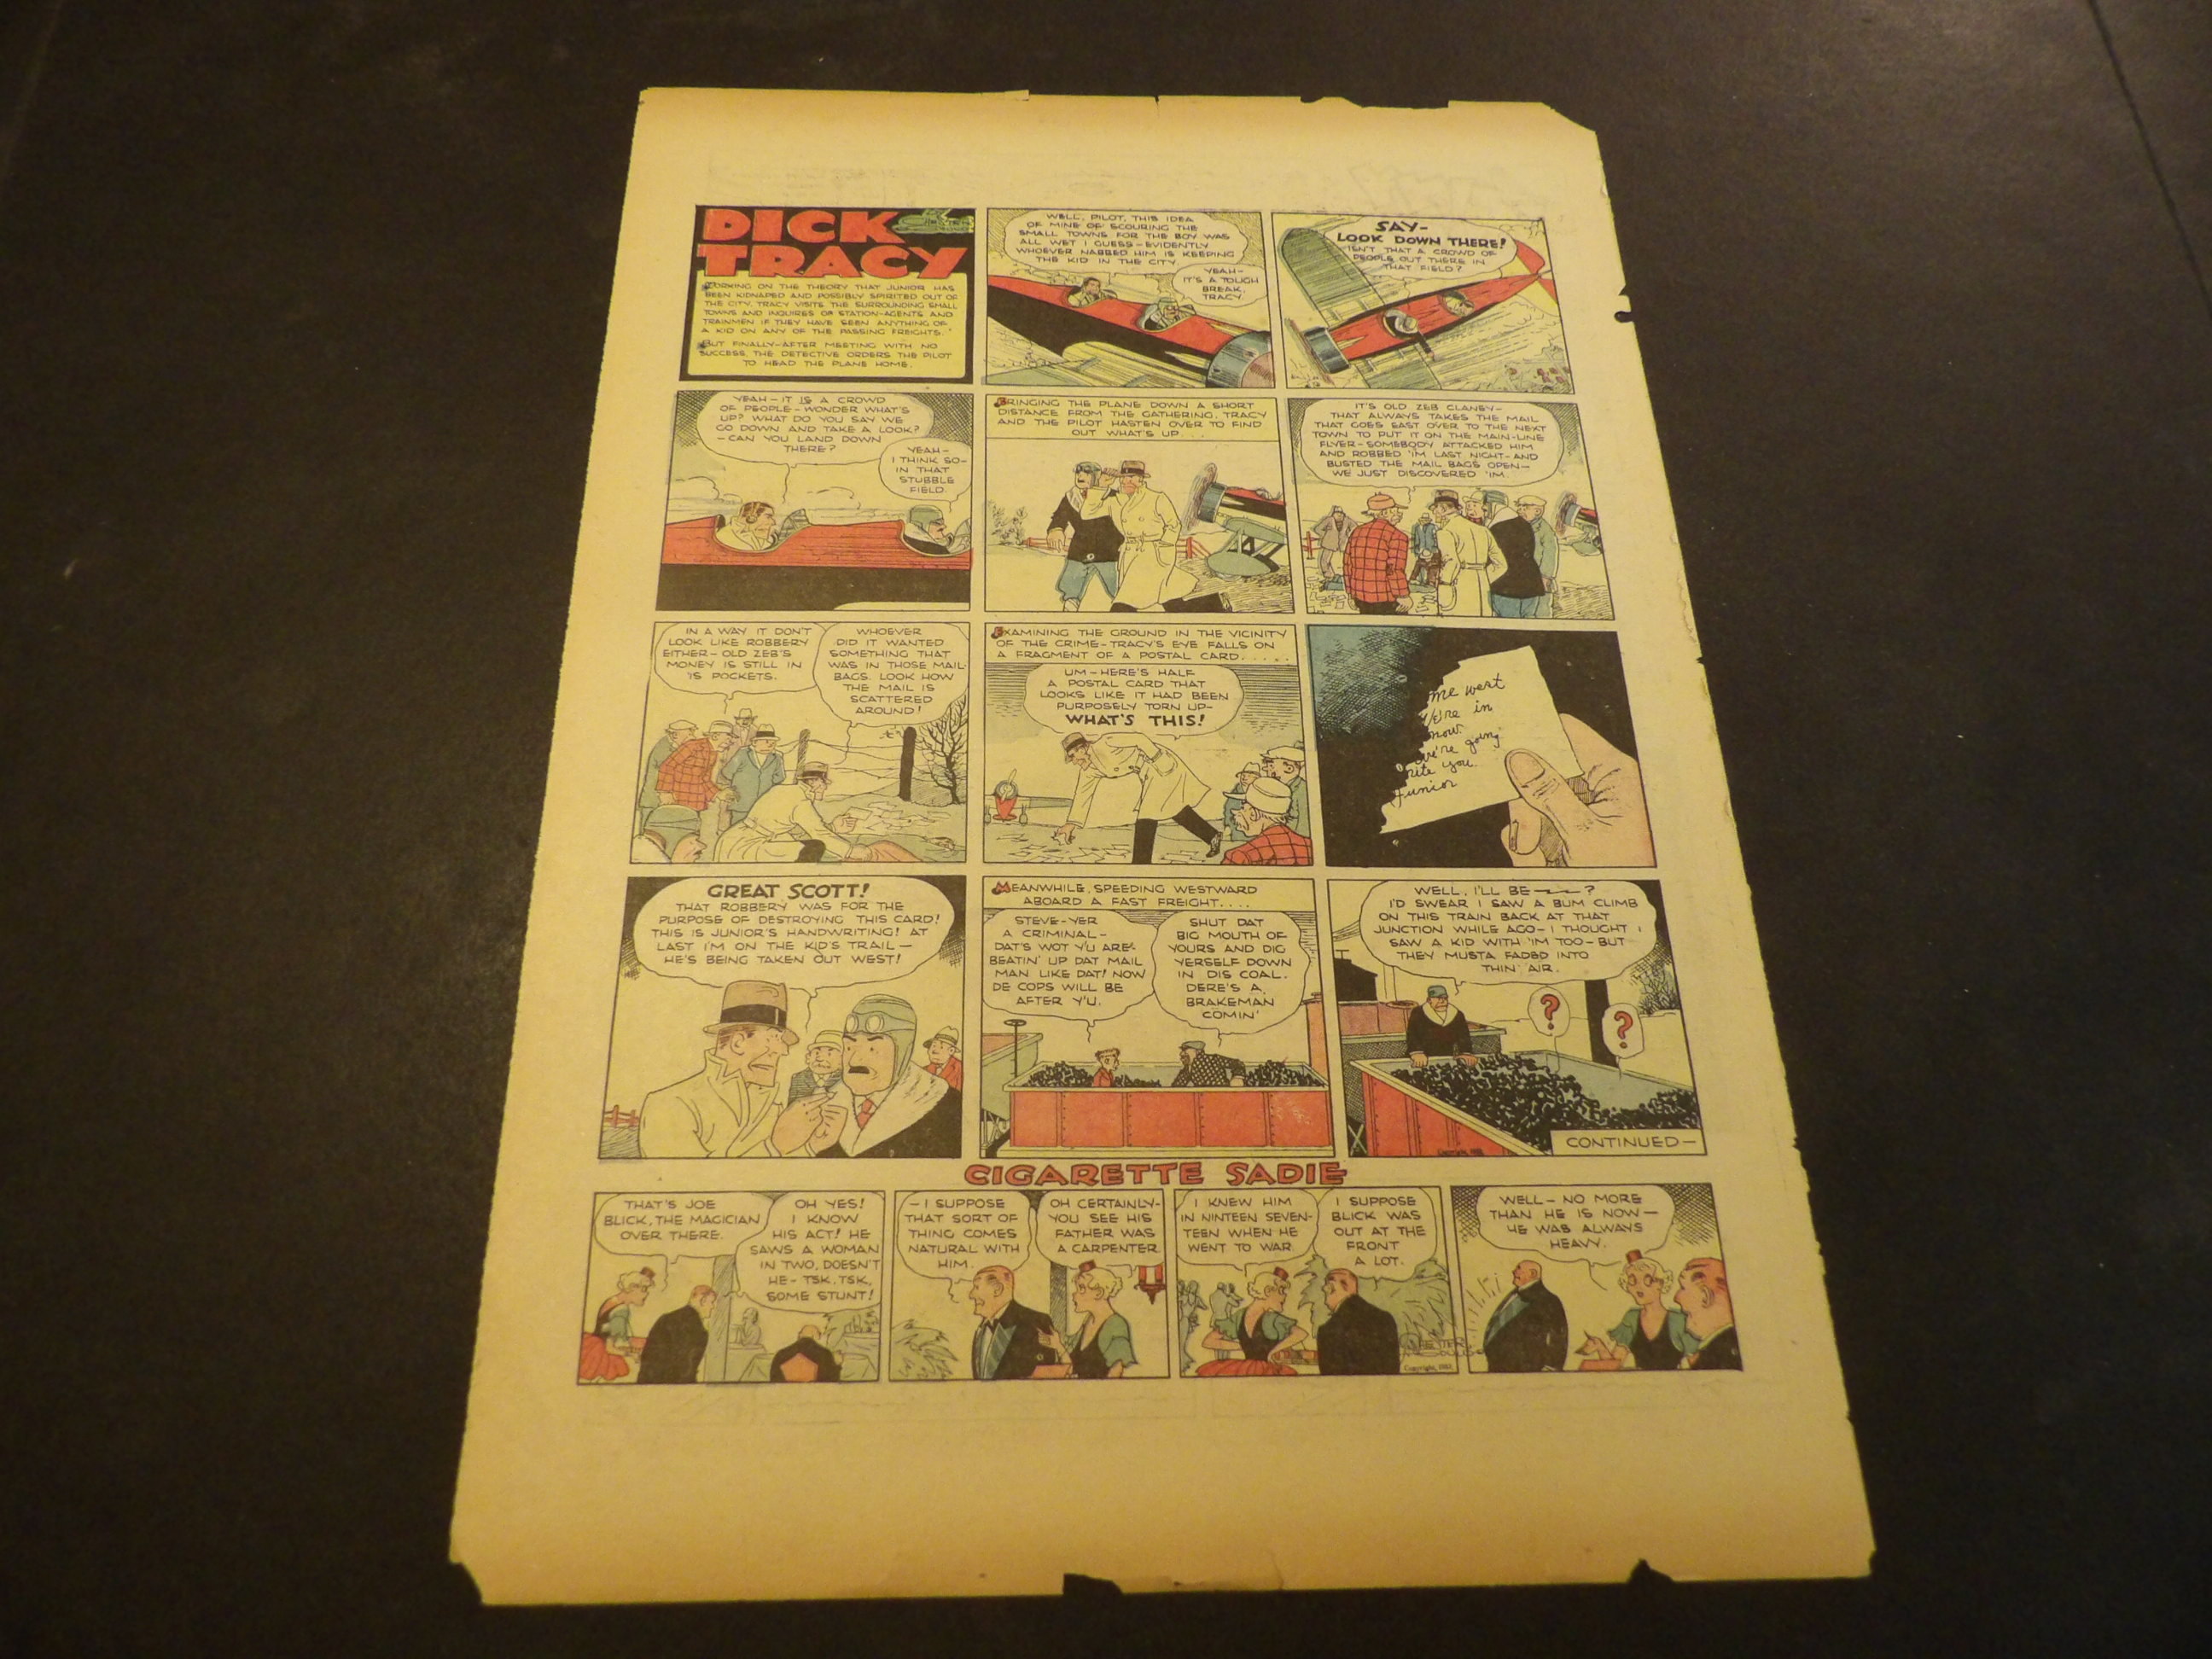 DICK
TRACY
WORKING ON THE THEORY THAT JUNIOR HAS
BEEN KIDNAPED AND POSSIBLY SPIRITED OUT OF
THE CITY, TRACY VISITS THE SURROUNDING SMALL
TOWNS AND INQUIRES OF STATION-AGENTS AND
TRAINMEN IF THEY HAVE SEEN ANYTHING OF
A KID ON ANY OF THE PASSING FREIGHTS.
BUT FINALLY-AFTER MEETING WITH NO
SUCCESS, THE DETECTIVE ORDERS THE PILOT
TO HEAD THE PLANE HOME.
WELL, PILOT, THIS IDEA
OF MINE OF SCOURING THE
SMALL TOWNS FOR THE BOY WAS
ALL WET I GUESS-EVIDENTLY
WHOEVER NABBED HIM IS KEEPING
THE KID IN THE CITY.
YEAH-
IT'S A TOUGH
BREAK,
TRACY.
SAY-
LOOK DOWN THERE!
ISN'T THAT A CROWD OF
PEOPLE OUT THERE IN
THAT FIELD?
YEAH-IT IS A CROWD
OF PEOPLE-WONDER WHAT'S
UP? WHAT DO YOU SAY WE
GO DOWN AND TAKE A LOOK?
-CAN YOU LAND DOWN
THERE?
YEAH-
I THINK SO-
IN THAT
STUBBLE
FIELD.
BRINGING THE PLANE DOWN A SHORT
DISTANCE FROM THE GATHERING, TRACY
AND THE PILOT HASTEN OVER TO FIND
OUT WHAT'S UP...
IT'S OLD ZEB CLANEY-
THAT ALWAYS TAKES THE MAIL
THAT GOES EAST OVER TO THE NEXT
TOWN TO PUT IT ON THE MAIN-LINE
FLYER-SOMEBODY ATTACKED HIM
AND ROBBED 'IM LAST NIGHT-AND
BUSTED THE MAIL BAGS OPEN-
WE JUST DISCOVERED 'IM.
IN A WAY IT DON'T
LOOK LIKE ROBBERY
EITHER-OLD ZEB'S
MONEY IS STILL IN
'IS POCKETS.
WHOEVER
DID IT WANTED
SOMETHING THAT
WAS IN THOSE MAIL-
BAGS. LOOK HOW
THE MAIL IS
SCATTERED
AROUND!
EXAMINING THE GROUND IN THE VICINITY
OF THE CRIME-TRACY'S EYE FALLS ON
A FRAGMENT OF A POSTAL CARD.....
UM-HERE'S HALF
A POSTAL CARD THAT
LOOKS LIKE IT HAD BEEN
PURPOSELY TORN UP-
WHAT'S THIS!
me west
We're in
now.
we're going
rite you.
Junior
GREAT SCOTT!
THAT ROBBERY WAS FOR THE
PURPOSE OF DESTROYING THIS CARD!
THIS IS JUNIOR'S HANDWRITING! AT
LAST I'M ON THE KID'S TRAIL-
HE'S BEING TAKEN OUT WEST!
MEANWHILE, SPEEDING WESTWARD
ABOARD A FAST FREIGHT....
STEVE-YER
A CRIMINAL-
DAT'S WOT Y'U ARE!
BEATIN' UP DAT MAIL
MAN LIKE DAT! NOW
DE COPS WILL BE
AFTER Y'U.
SHUT DAT
BIG MOUTH OF
YOURS AND DIG
YERSELF DOWN
IN DIS COAL.
DERE'S A
BRAKEMAN
COMIN'
WELL, I'LL BE ——?
I'D SWEAR I SAW A BUM CLIMB
ON THIS TRAIN BACK AT THAT
JUNCTION WHILE AGO-I THOUGHT I
SAW A KID WITH 'IM TOO-BUT
THEY MUSTA FADED INTO
THIN AIR.
?
?
CONTINUED-
CIGARETTE SADIE
THAT'S JOE
BLICK, THE MAGICIAN
OVER THERE.
OH YES!
I KNOW
HIS ACT! HE
SAWS A WOMAN
IN TWO, DOESN'T
HE-TSK, TSK,
SOME STUNT!
-I SUPPOSE
THAT SORT OF
THING COMES
NATURAL WITH
HIM.
OH CERTAINLY-
YOU SEE HIS
FATHER WAS
A CARPENTER
I KNEW HIM
IN NINTEEN SEVEN-
TEEN WHEN HE
WENT TO WAR
I SUPPOSE
BLICK WAS
OUT AT THE
FRONT
A LOT.
CHESTER
GOULD
WELL-NO MORE
THAN HE IS NOW-
HE WAS ALWAYS
HEAVY.